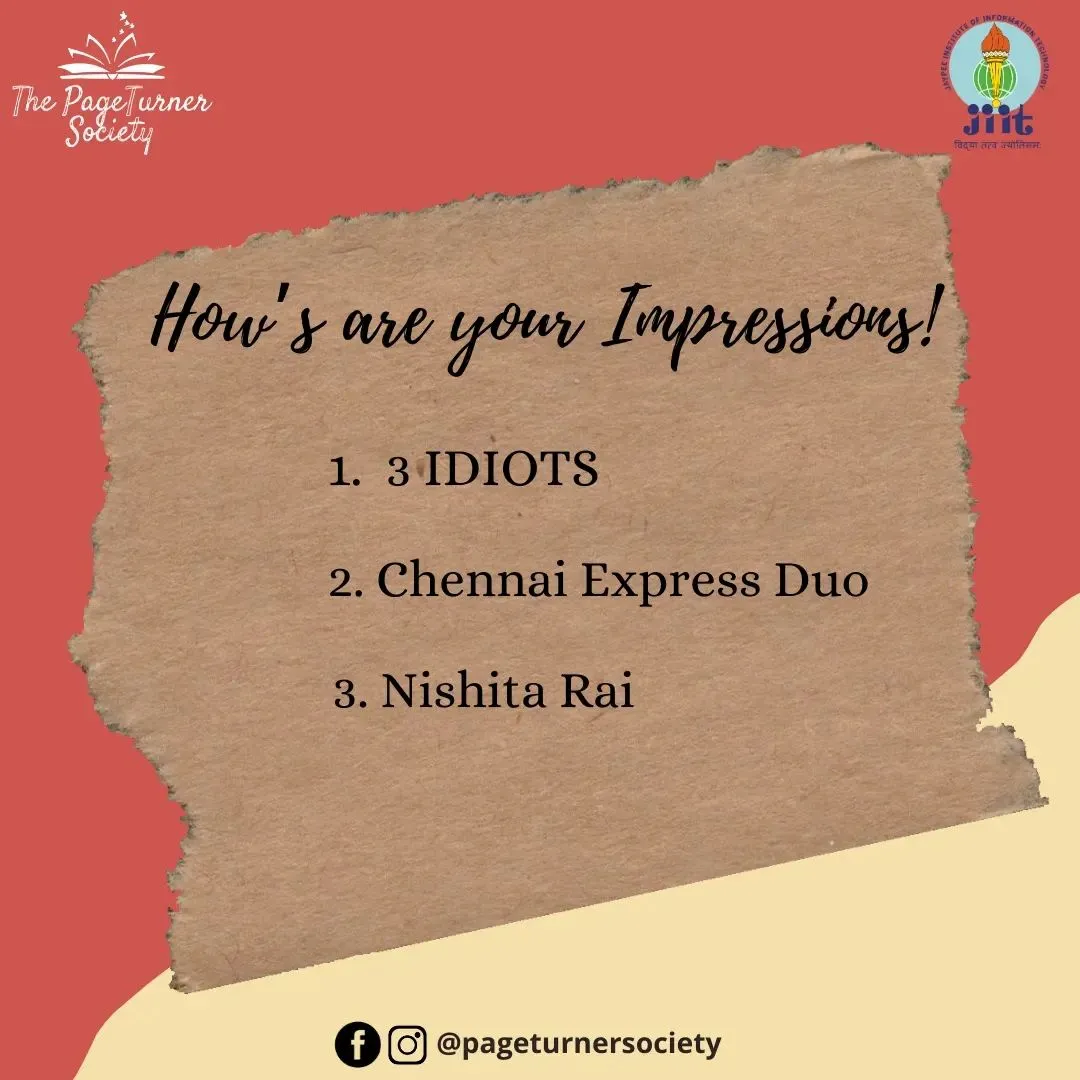 The PageTurner
Society
JAYPEE INSTITUTE OF INFORMATION TECHNOLOGY
jiit
विद्या तत्व ज्योतिसमः
How's are your Impressions!
1. 3 IDIOTS
2. Chennai Express Duo
3. Nishita Rai
@pageturnersociety